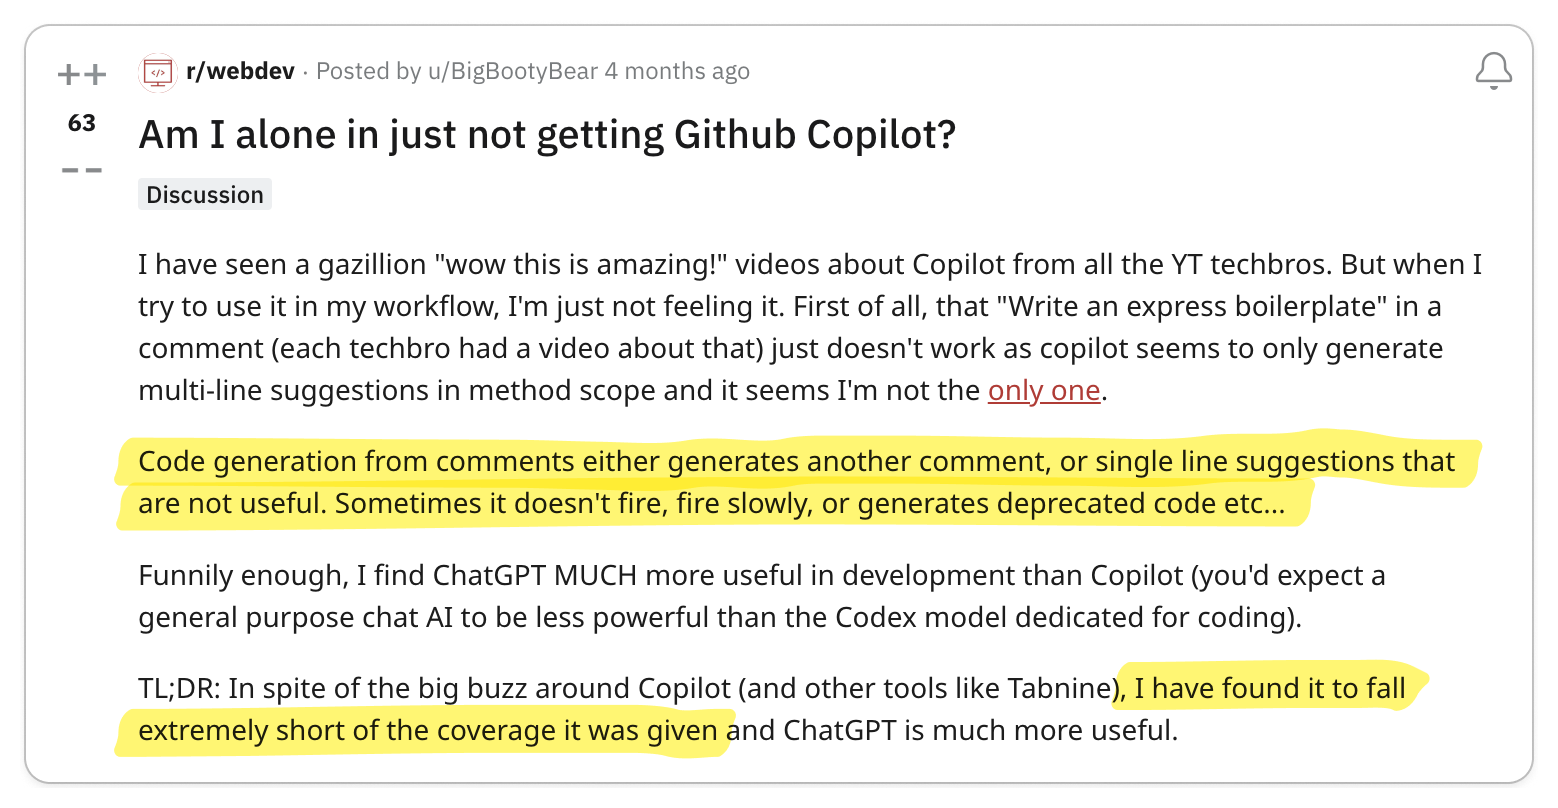 r/webdev · Posted by u/BigBootyBear 4 months ago
++
63
--
Am I alone in just not getting Github Copilot?
Discussion
I have seen a gazillion "wow this is amazing!" videos about Copilot from all the YT techbros. But when I
try to use it in my workflow, I'm just not feeling it. First of all, that "Write an express boilerplate" in a
comment (each techbro had a video about that) just doesn't work as copilot seems to only generate
multi-line suggestions in method scope and it seems I'm not the only one.
Code generation from comments either generates another comment, or single line suggestions that
are not useful. Sometimes it doesn't fire, fire slowly, or generates deprecated code etc...
Funnily enough, I find ChatGPT MUCH more useful in development than Copilot (you'd expect a
general purpose chat AI to be less powerful than the Codex model dedicated for coding).
TL;DR: In spite of the big buzz around Copilot (and other tools like Tabnine), I have found it to fall
extremely short of the coverage it was given and ChatGPT is much more useful.